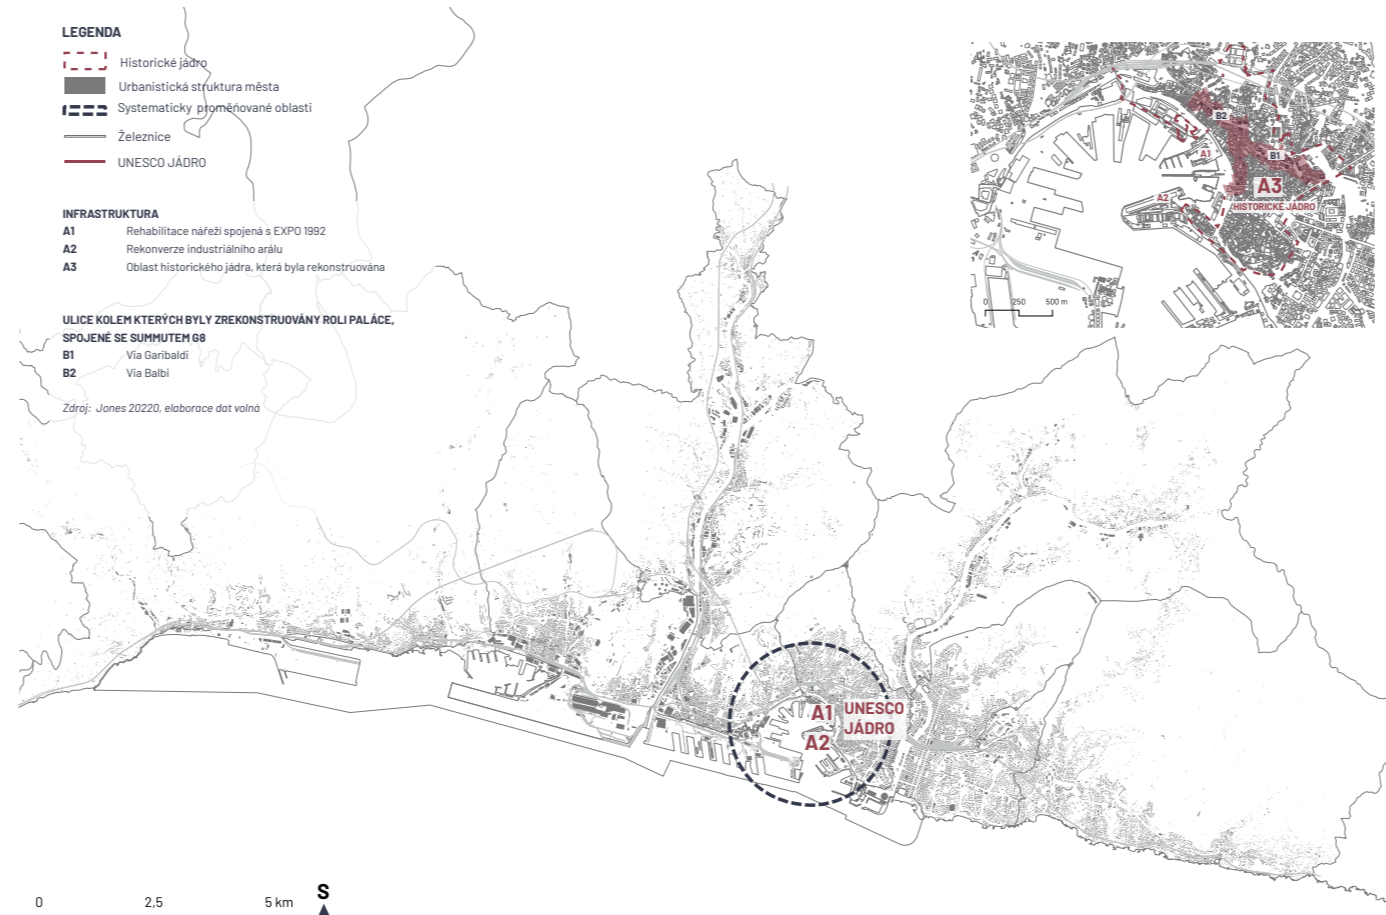 LEGENDA
Historické jádro
Urbanistická struktura města
Systematicky proměňované oblasti
Železnice
UNESCO JÁDRO
INFRASTRUKTURA
A1 Rehabilitace nářeží spojená s EXPO 1992
A2 Rekonverze industriálního arálu
A3 Oblast historického jádra, která byla rekonstruována
ULICE KOLEM KTERÝCH BYLY ZREKONSTRUOVÁNY ROLI PALÁCE,
SPOJENÉ SE SUMMUTEM G8
B1 Via Garibaldi
B2 Via Balbi
Zdroj: Jones 20220, elaborace dat volná
B2
A1
B1
A3
A2
HISTORICKÉ JÁDRO
0 250 500 m
A1
UNESCO
JÁDRO
A2
0 2,5 5 km
S